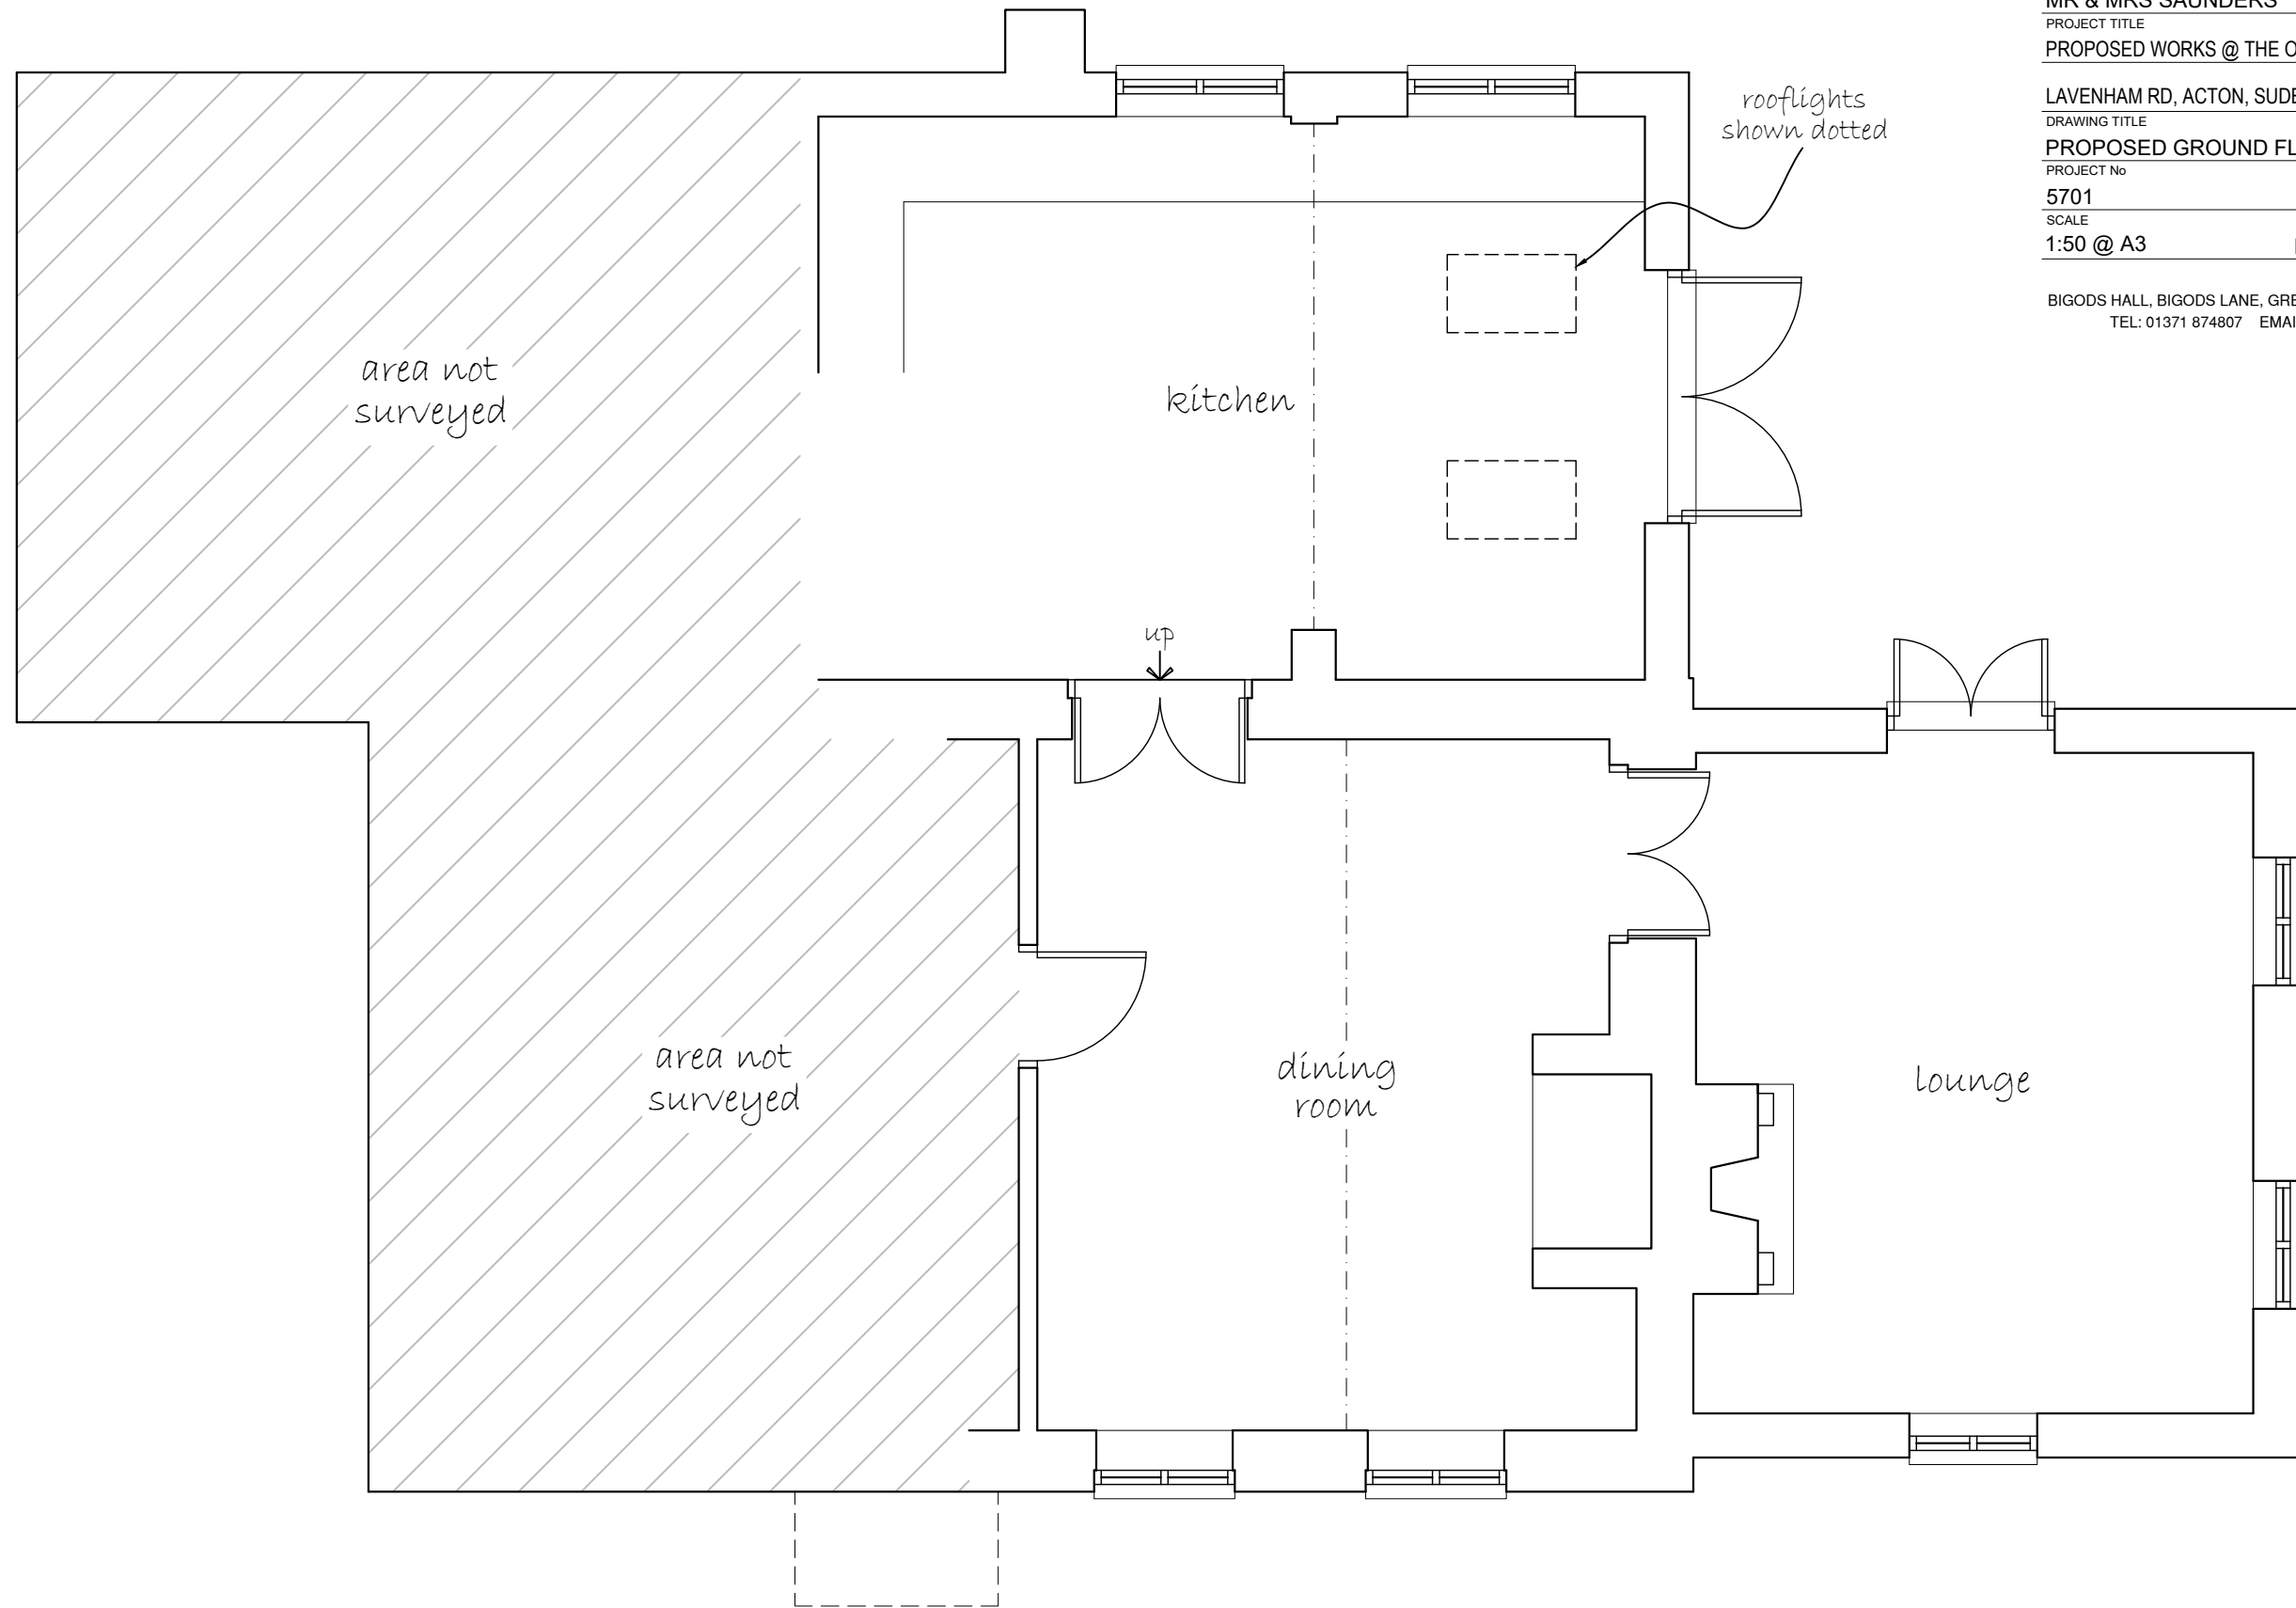 MR & MRS SAUNDERS
PROJECT TITLE
PROPOSED WORKS @ THE O
LAVENHAM RD, ACTON, SUDB
DRAWING TITLE
PROPOSED GROUND FL
PROJECT No
5701
SCALE
1:50 @ A3
BIGODS HALL, BIGODS LANE, GRE
TEL: 01371 874807 EMAI
rooflights
shown dotted
area not
surveyed
kitchen
up
area not
surveyed
dining
room
lounge